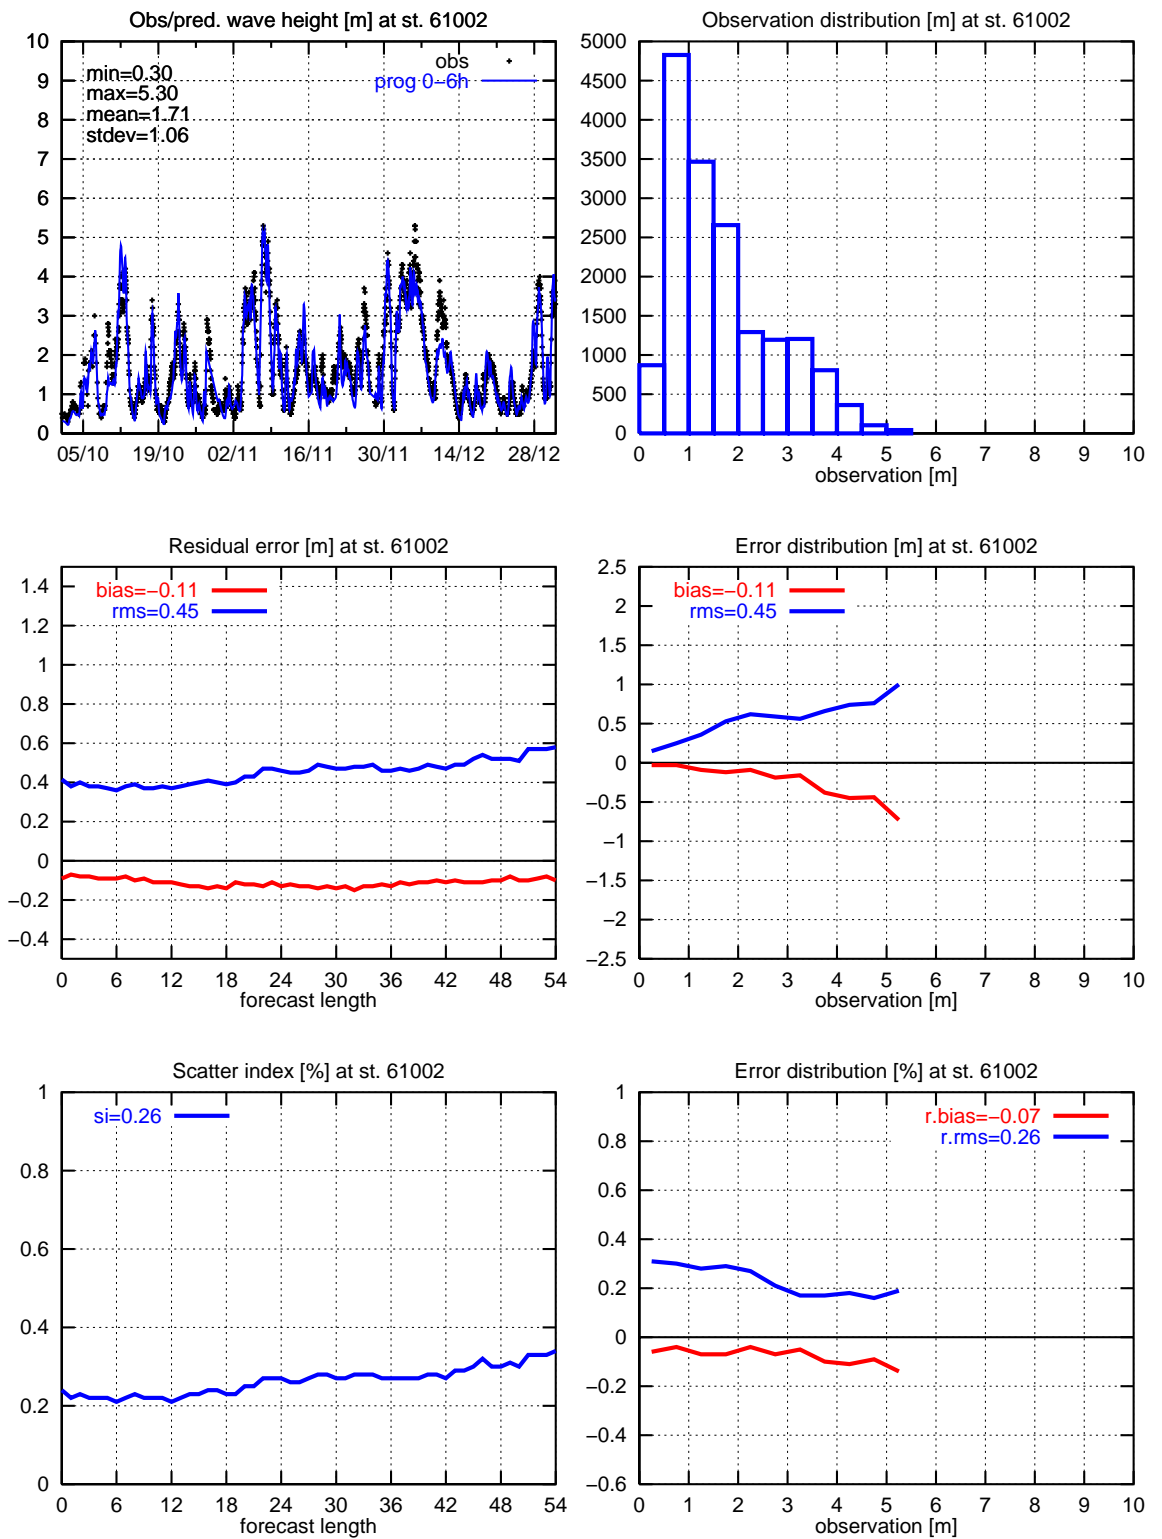 Obs/pred. wave height [m] at st. 61002
10
9
8
7
6
5
4
3
2
1
0
min=0.30
max=5.30
mean=1.71
stdev=1.06
obs
prog 0−6h
05/10 19/10 02/11 16/11 30/11 14/12 28/12
Observation distribution [m] at st. 61002
5000
4500
4000
3500
3000
2500
2000
1500
1000
500
0
0 1 2 3 4 5 6 7 8 9 10
observation [m]
Residual error [m] at st. 61002
bias=−0.11
rms=0.45
1.4
1.2
1
0.8
0.6
0.4
0.2
0
−0.2
−0.4
0 6 12 18 24 30 36 42 48 54
forecast length
Error distribution [m] at st. 61002
bias=−0.11
rms=0.45
2.5
2
1.5
1
0.5
0
−0.5
−1
−1.5
−2
−2.5
0 1 2 3 4 5 6 7 8 9 10
observation [m]
Scatter index [%] at st. 61002
si=0.26
1
0.8
0.6
0.4
0.2
0
0 6 12 18 24 30 36 42 48 54
forecast length
Error distribution [%] at st. 61002
r.bias=−0.07
r.rms=0.26
1
0.8
0.6
0.4
0.2
0
−0.2
−0.4
−0.6
0 1 2 3 4 5 6 7 8 9 10
observation [m]